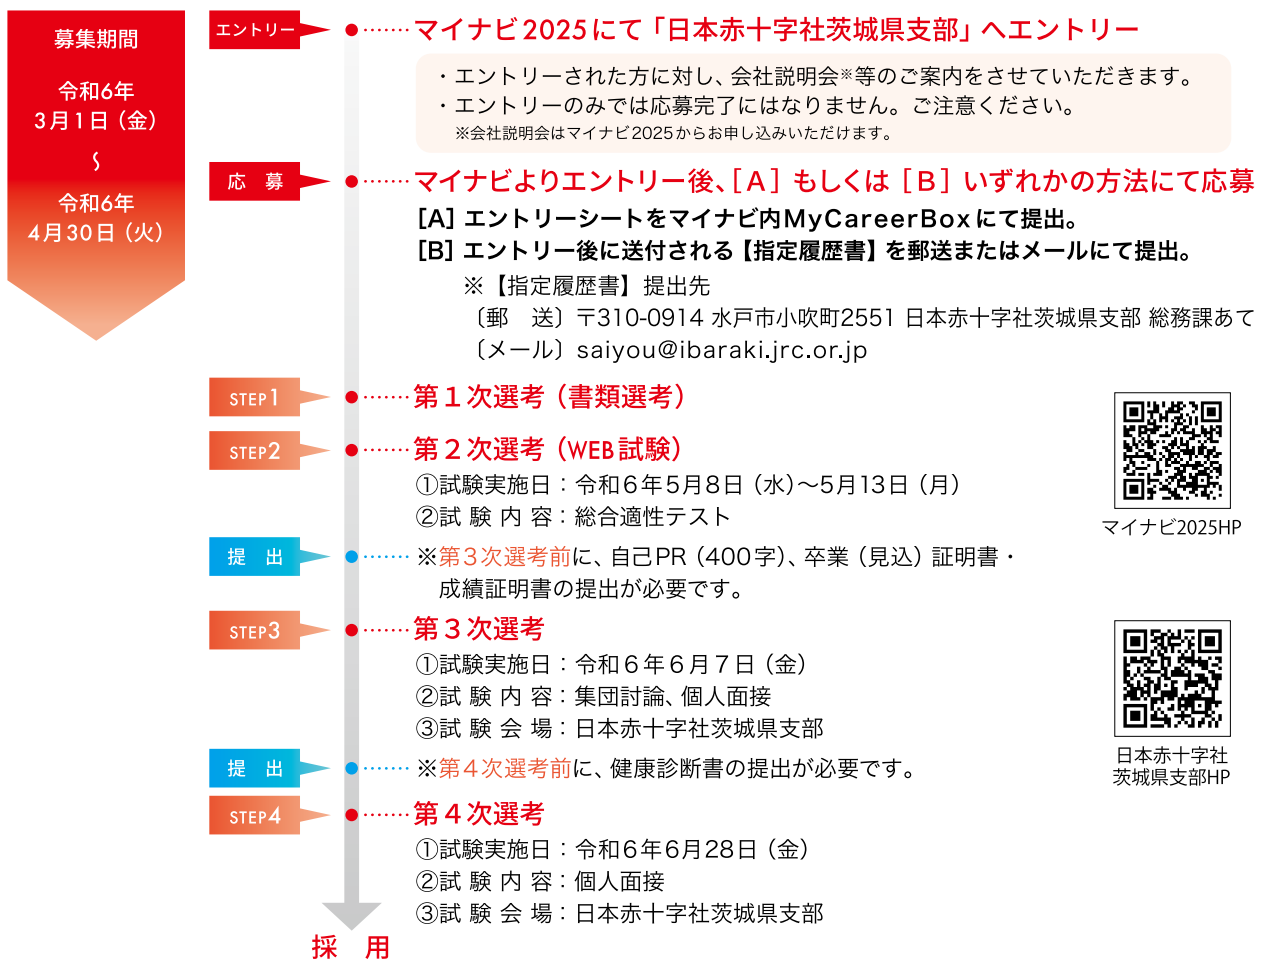 募集期間
令和6年
3月1日（金）
〜
令和6年
4月30日（火）
エントリー
マイナビ2025にて「日本赤十字社茨城県支部」へエントリー
・エントリーされた方に対し、会社説明会※等のご案内をさせていただきます。
・エントリーのみでは応募完了にはなりません。ご注意ください。
※会社説明会はマイナビ2025からお申し込みいただけます。
応 募
マイナビよりエントリー後、［A］もしくは［B］いずれかの方法にて応募
［A］エントリーシートをマイナビ内MyCareerBoxにて提出。
［B］エントリー後に送付される【指定履歴書】を郵送またはメールにて提出。
※【指定履歴書】提出先
〔郵　送〕〒310-0914 水戸市小吹町2551 日本赤十字社茨城県支部 総務課あて
〔メール〕saiyou@ibaraki.jrc.or.jp
STEP1
第１次選考（書類選考）
STEP2
第２次選考（WEB試験）
①試験実施日：令和6年5月8日（水）〜5月13日（月）
②試 験 内 容：総合適性テスト
マイナビ2025HP
提 出
※第３次選考前に、自己PR（400字）、卒業（見込）証明書・
成績証明書の提出が必要です。
STEP3
第３次選考
①試験実施日：令和６年６月７日（金）
②試 験 内 容：集団討論、個人面接
③試 験 会 場：日本赤十字社茨城県支部
日本赤十字社
茨城県支部HP
提 出
※第４次選考前に、健康診断書の提出が必要です。
STEP4
第４次選考
①試験実施日：令和6年6月28日（金）
②試 験 内 容：個人面接
③試 験 会 場：日本赤十字社茨城県支部
採 用